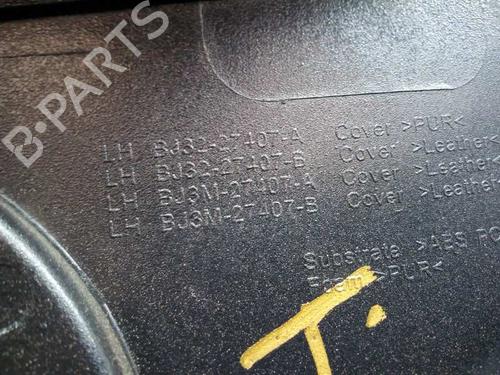 B-PARTS
LH BJ32-27407-A Cover >PUR<
LH BJ32-27407-B Cover >Leather<
LH BJ3M-27407-A Cover >Leather<
LH BJ3M-27407-B Cover >Leather
Substrate >ABS PC
Foam >PUR<
T.